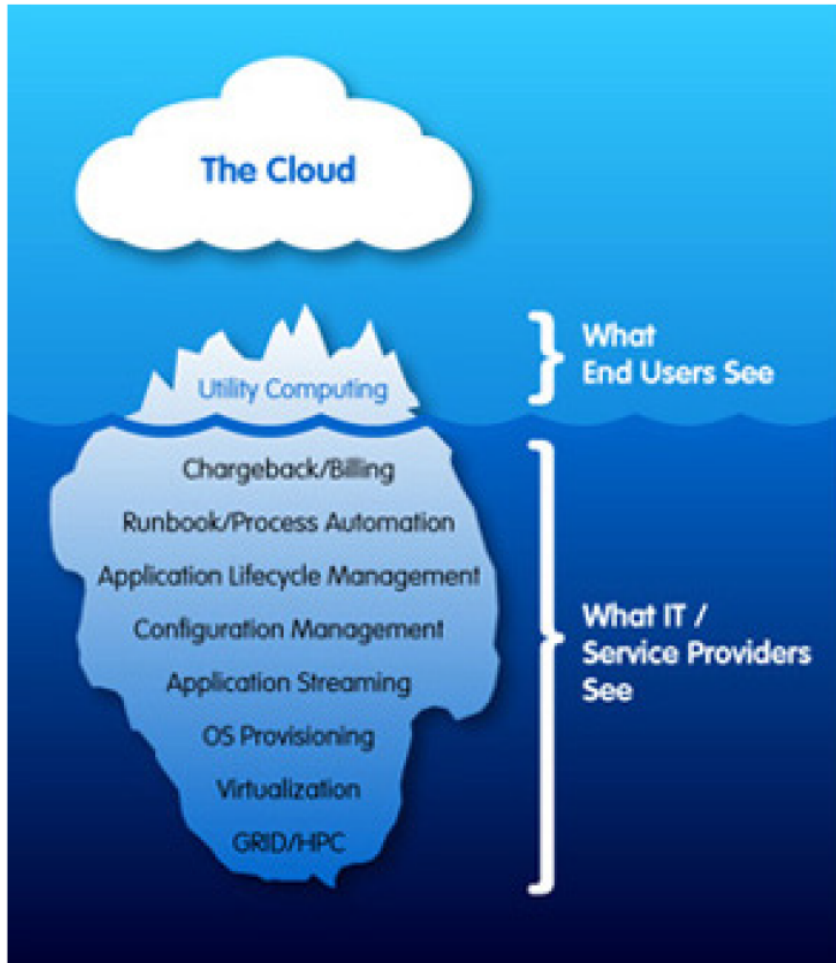 The Cloud
Utility Computing
What
End Users See
Chargeback/Billing
Runbook/Process Automation
Application Lifecycle Management
Configuration Management
Application Streaming
OS Provisioning
Virtualization
GRID/HPC
What IT /
Service Providers
See